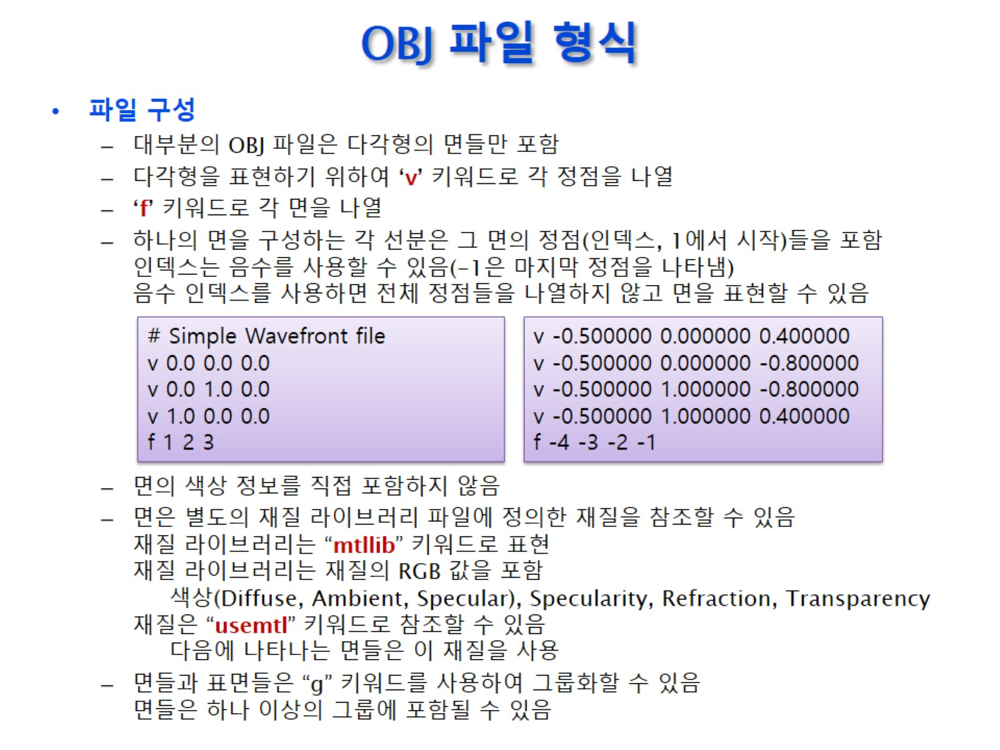 OBJ 파일 형식
• 파일 구성
– 대부분의 OBJ 파일은 다각형의 면들만 포함
– 다각형을 표현하기 위하여 ‘v’ 키워드로 각 정점을 나열
– ‘f’ 키워드로 각 면을 나열
– 하나의 면을 구성하는 각 선분은 그 면의 정점(인덱스, 1에서 시작)들을 포함
인덱스는 음수를 사용할 수 있음(-1은 마지막 정점을 나타냄)
음수 인덱스를 사용하면 전체 정점들을 나열하지 않고 면을 표현할 수 있음
# Simple Wavefront file
v 0.0 0.0 0.0
v 0.0 1.0 0.0
v 1.0 0.0 0.0
f 1 2 3
v -0.500000 0.000000 0.400000
v -0.500000 0.000000 -0.800000
v -0.500000 1.000000 -0.800000
v -0.500000 1.000000 0.400000
f -4 -3 -2 -1
– 면의 색상 정보를 직접 포함하지 않음
– 면은 별도의 재질 라이브러리 파일에 정의한 재질을 참조할 수 있음
재질 라이브러리는 “mtllib” 키워드로 표현
재질 라이브러리는 재질의 RGB 값을 포함
색상(Diffuse, Ambient, Specular), Specularity, Refraction, Transparency
재질은 “usemtl” 키워드로 참조할 수 있음
다음에 나타나는 면들은 이 재질을 사용
– 면들과 표면들은 “g” 키워드를 사용하여 그룹화할 수 있음
면들은 하나 이상의 그룹에 포함될 수 있음